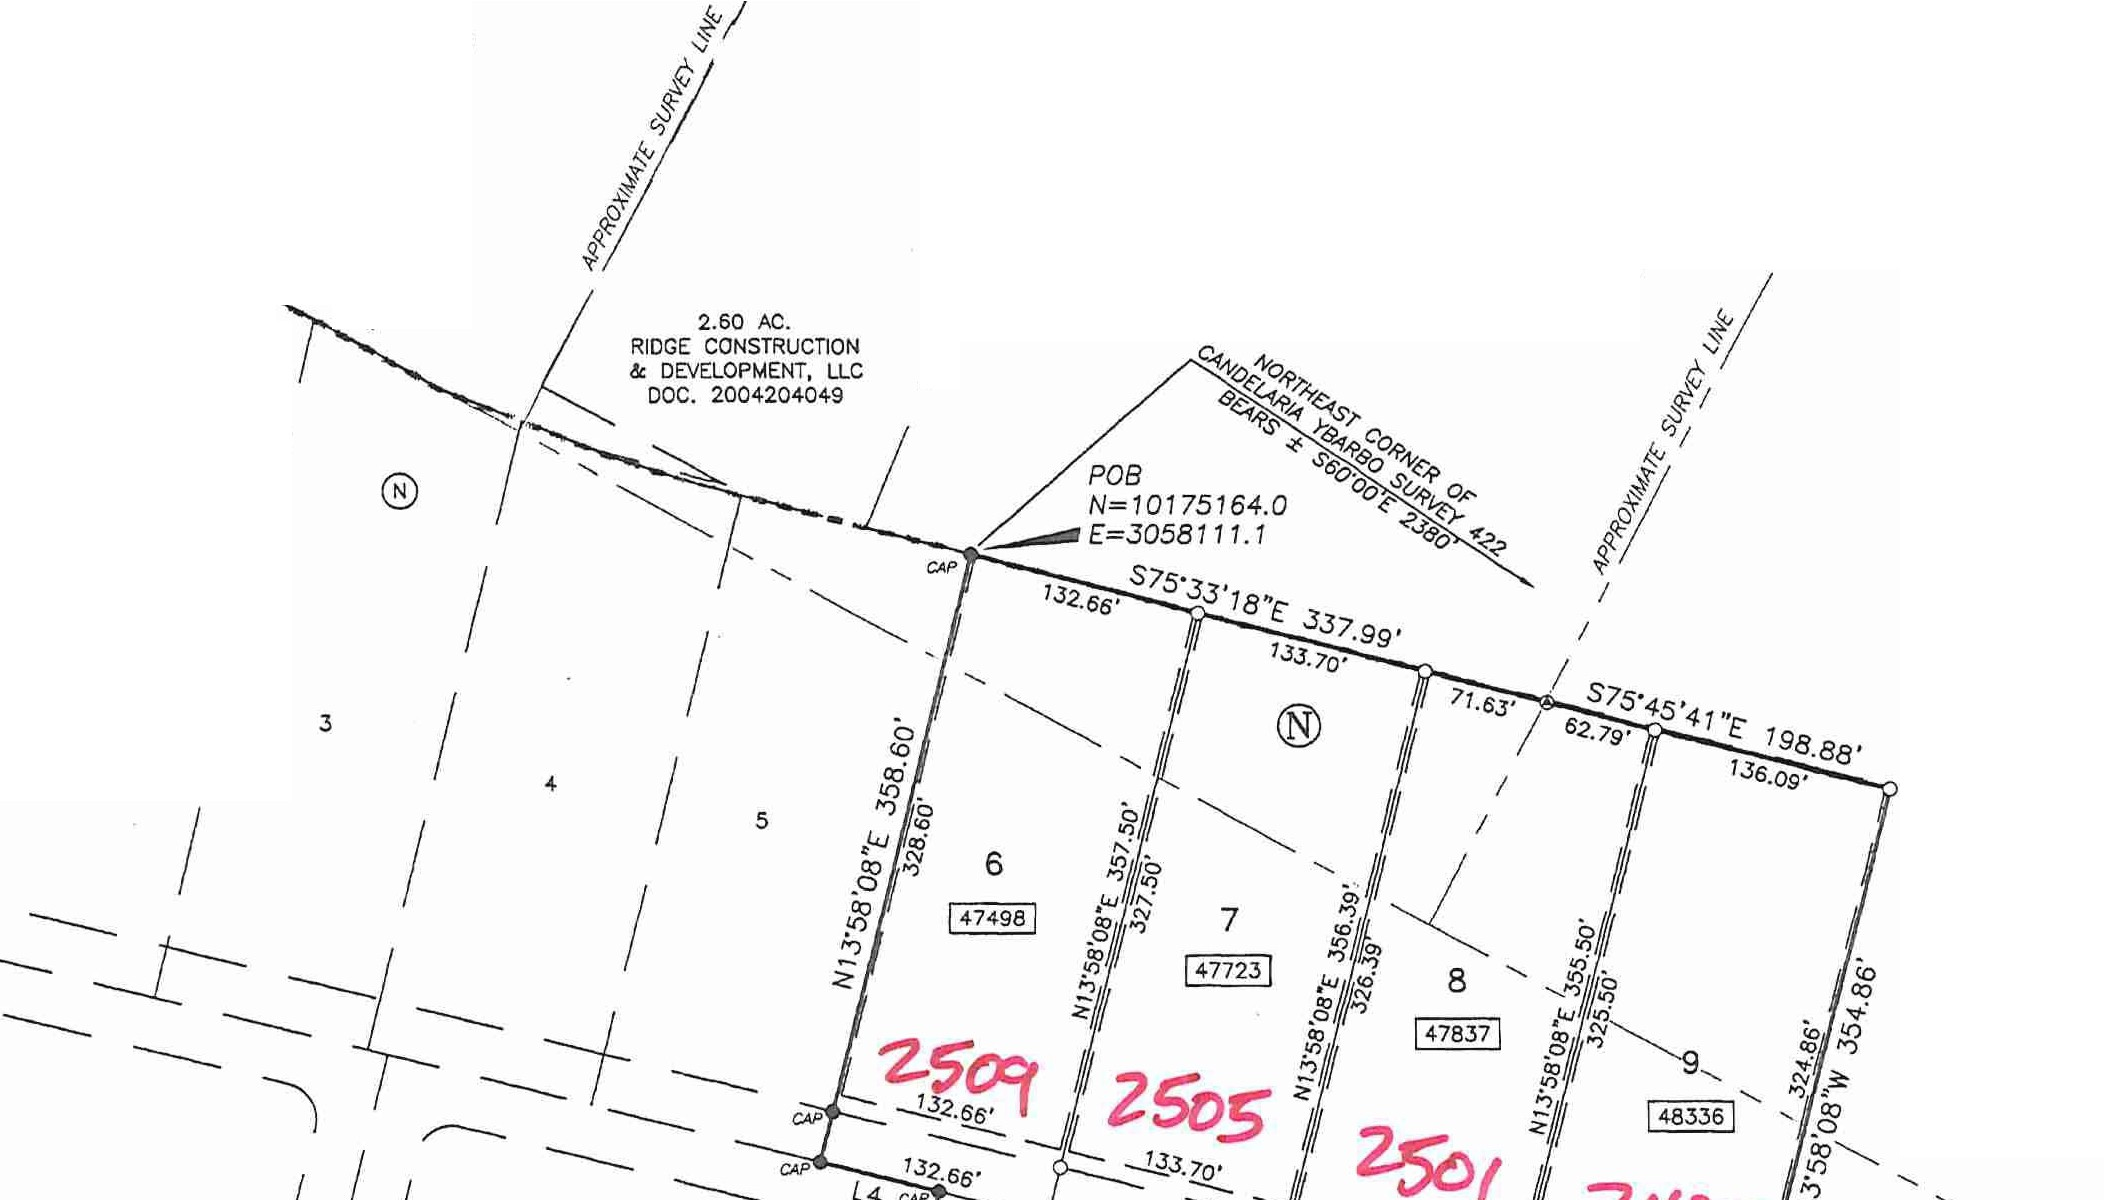 APPROXIMATE SURVEY LINE
2.60 AC.
RIDGE CONSTRUCTION
& DEVELOPMENT, LLC
DOC. 2004204049
NORTHEAST CORNER OF
CANDELARIA YBARBO SURVEY 422
BEARS ± S60°00'E 2380'
APPROXIMATE SURVEY LINE
POB
N=10175164.0
E=3058111.1
CAP
N
S75°33'18"E 337.99'
132.66'
133.70'
71.63'
S75°45'41"E 198.88'
62.79'
136.09'
N
3
4
5
N13°58'08"E 358.60'
328.60'
6
47498
N13°58'08"E 357.50'
327.50'
7
47723
N13°58'08"E 356.39'
326.39'
8
47837
N13°58'08"E 355.50'
325.50'
9
48336
324.86'
3°58'08"W 354.86'
2509
2505
2501
CAP
132.66'
CAP
132.66'
133.70'
L4
CAP